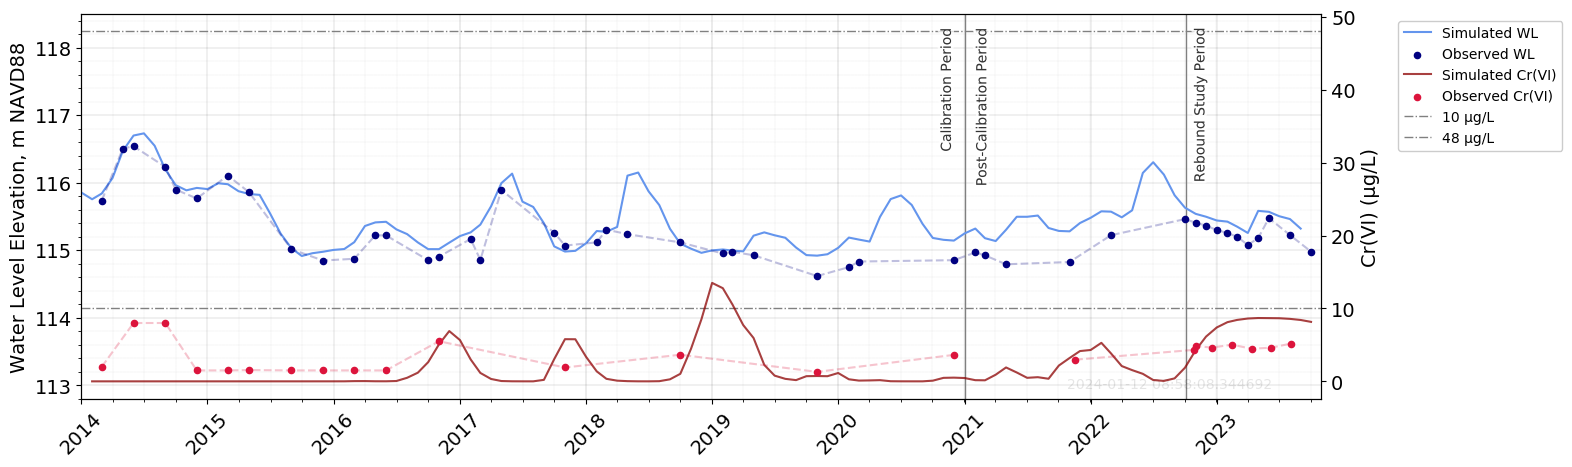 Water Level Elevation, m NAVD88
118
117
116
115
114
113
2014
2015
2016
2017
2018
2019
2020
2021
2022
2023
Calibration Period
Post-Calibration Period
Rebound Study Period
2024-01-12 08:58:08.344692
50
40
30
20
10
0
Cr(VI) (μg/L)
Simulated WL
Observed WL
Simulated Cr(VI)
Observed Cr(VI)
10 μg/L
48 μg/L